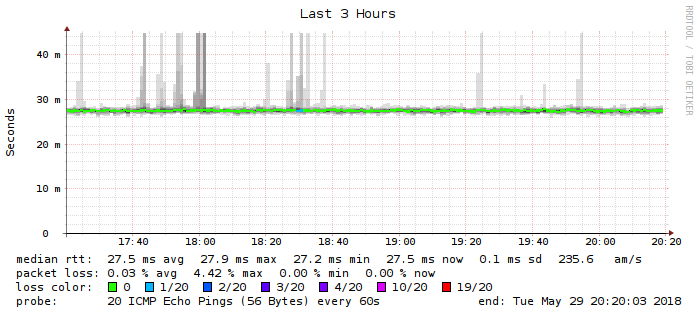 Last 3 Hours
RRDTOOL / TOBI OETIKER
Seconds
40 m
30 m
20 m
10 m
0
17:40 18:00 18:20 18:40 19:00 19:20 19:40 20:00 20:20
median rtt: 27.5 ms avg 27.9 ms max 27.2 ms min 27.5 ms now 0.1 ms sd 235.6 am/s
packet loss: 0.03 % avg 4.42 % max 0.00 % min 0.00 % now
loss color: 0 1/20 2/20 3/20 4/20 10/20 19/20
probe: 20 ICMP Echo Pings (56 Bytes) every 60s end: Tue May 29 20:20:03 2018